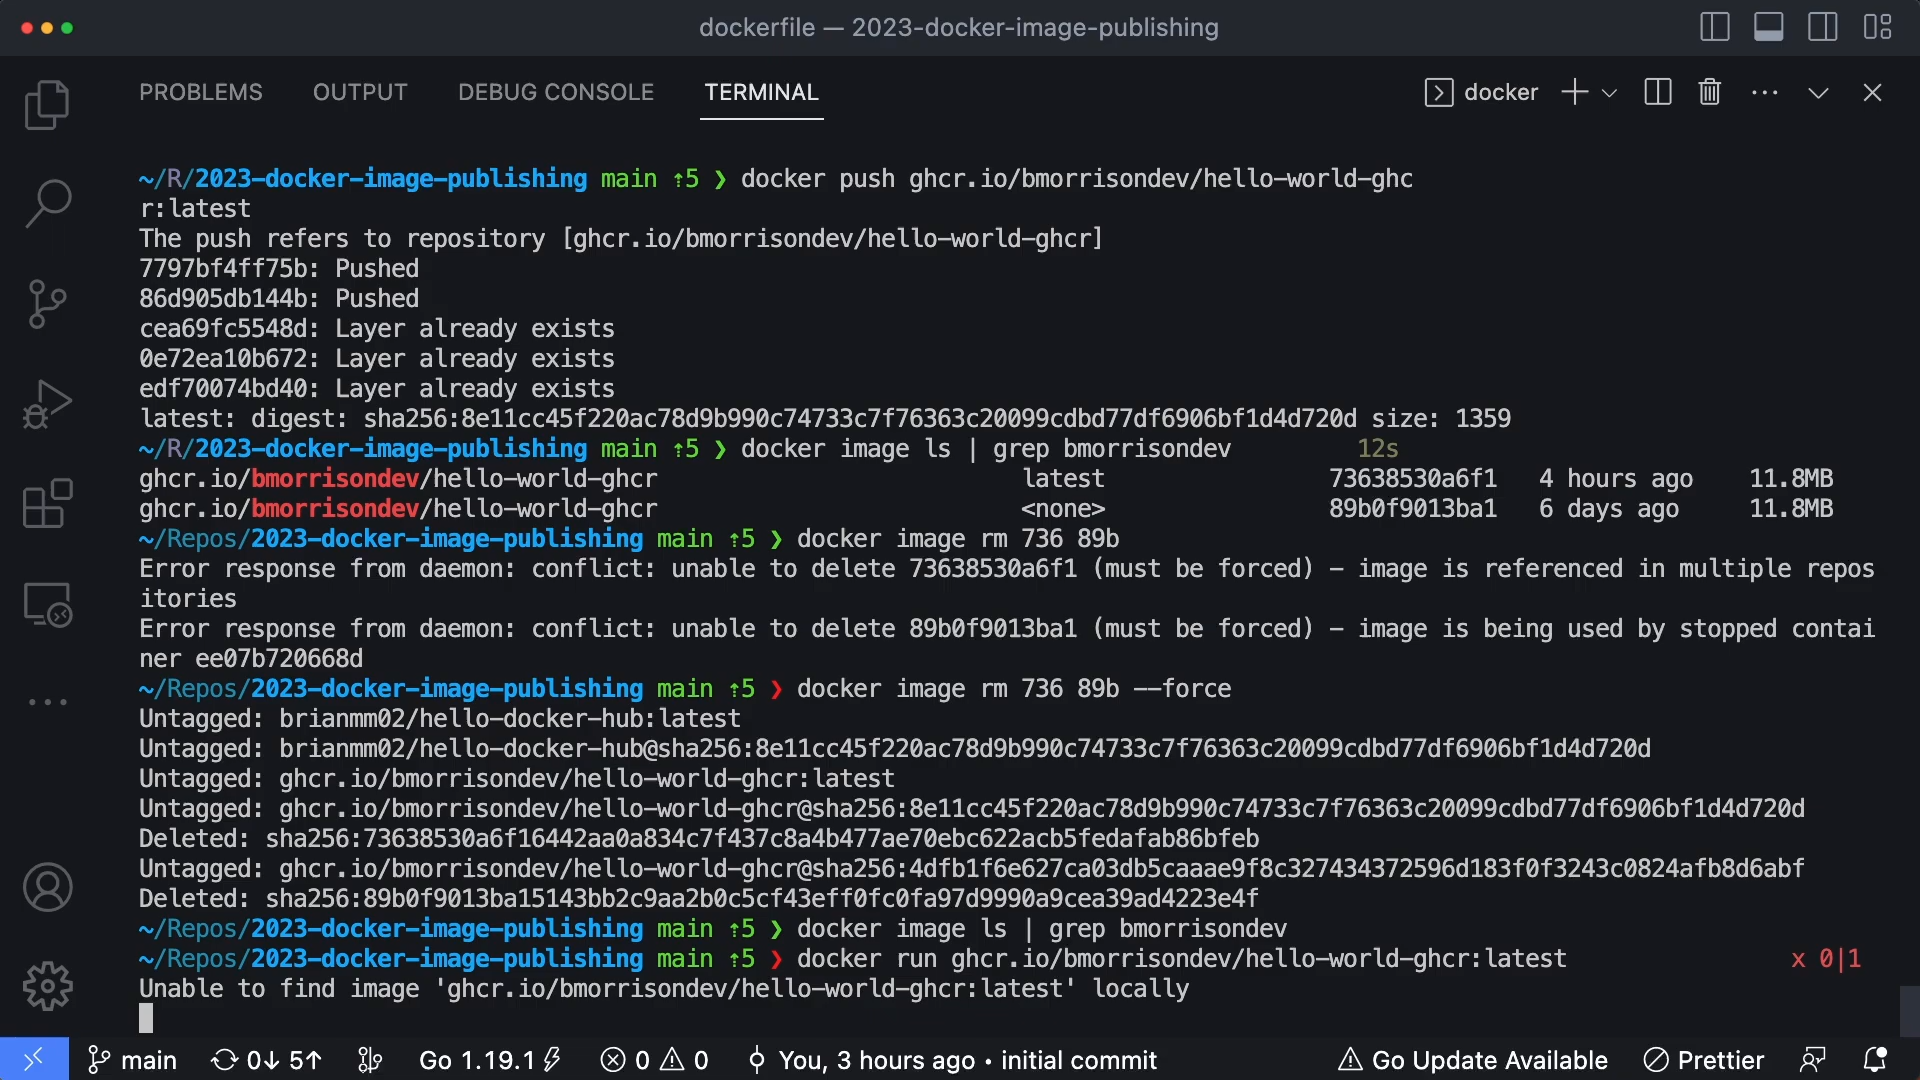 dockerfile — 2023-docker-image-publishing
PROBLEMS OUTPUT DEBUG CONSOLE TERMINAL docker
~/R/2023-docker-image-publishing main ⇡5 ❯ docker push ghcr.io/bmorrisondev/hello-world-ghc
r:latest
The push refers to repository [ghcr.io/bmorrisondev/hello-world-ghcr]
7797bf4ff75b: Pushed
86d905db144b: Pushed
cea69fc5548d: Layer already exists
0e72ea10b672: Layer already exists
edf70074bd40: Layer already exists
latest: digest: sha256:8e11cc45f220ac78d9b990c74733c7f76363c20099cdbd77df6906bf1d4d720d size: 1359
~/R/2023-docker-image-publishing main ⇡5 ❯ docker image ls | grep bmorrisondev 12s
ghcr.io/bmorrisondev/hello-world-ghcr latest 73638530a6f1 4 hours ago 11.8MB
ghcr.io/bmorrisondev/hello-world-ghcr <none> 89b0f9013ba1 6 days ago 11.8MB
~/Repos/2023-docker-image-publishing main ⇡5 ❯ docker image rm 736 89b
Error response from daemon: conflict: unable to delete 73638530a6f1 (must be forced) - image is referenced in multiple repos
itories
Error response from daemon: conflict: unable to delete 89b0f9013ba1 (must be forced) - image is being used by stopped contai
ner ee07b720668d
~/Repos/2023-docker-image-publishing main ⇡5 ❯ docker image rm 736 89b --force
Untagged: brianmm02/hello-docker-hub:latest
Untagged: brianmm02/hello-docker-hub@sha256:8e11cc45f220ac78d9b990c74733c7f76363c20099cdbd77df6906bf1d4d720d
Untagged: ghcr.io/bmorrisondev/hello-world-ghcr:latest
Untagged: ghcr.io/bmorrisondev/hello-world-ghcr@sha256:8e11cc45f220ac78d9b990c74733c7f76363c20099cdbd77df6906bf1d4d720d
Deleted: sha256:73638530a6f16442aa0a834c7f437c8a4b477ae70ebc622acb5fedafab86bfeb
Untagged: ghcr.io/bmorrisondev/hello-world-ghcr@sha256:4dfb1f6e627ca03db5caaae9f8c327434372596d183f0f3243c0824afb8d6abf
Deleted: sha256:89b0f9013ba15143bb2c9aa2b0c5cf43eff0fc0fa97d9990a9cea39ad4223e4f
~/Repos/2023-docker-image-publishing main ⇡5 ❯ docker image ls | grep bmorrisondev
~/Repos/2023-docker-image-publishing main ⇡5 ❯ docker run ghcr.io/bmorrisondev/hello-world-ghcr:latest x 0|1
Unable to find image 'ghcr.io/bmorrisondev/hello-world-ghcr:latest' locally
main 0↓ 5↑ Go 1.19.1 0 0 You, 3 hours ago • initial commit Go Update Available Prettier